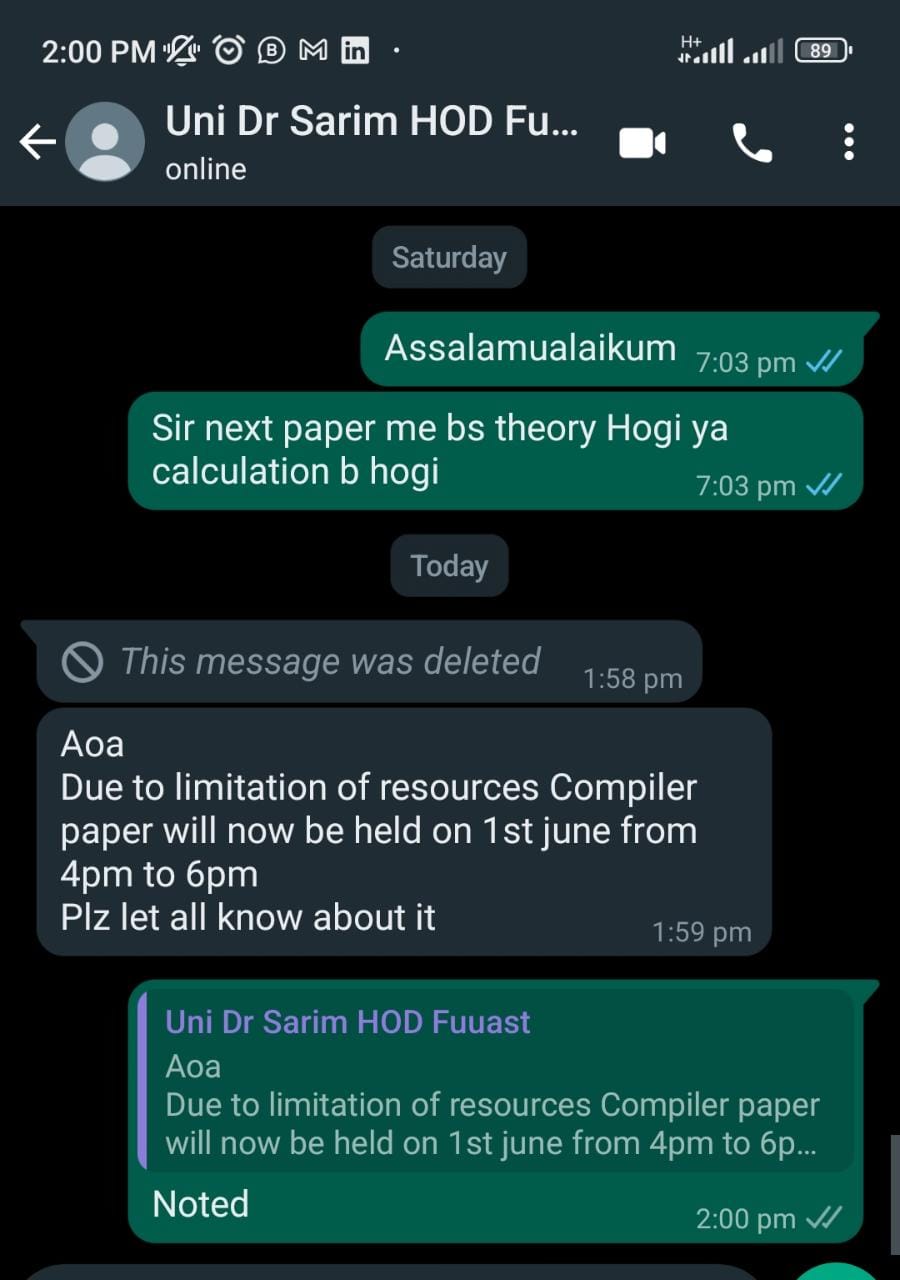 2:00 PM
H+
89
Uni Dr Sarim HOD Fu...
online
Saturday
Assalamualaikum
7:03 pm
Sir next paper me bs theory Hogi ya
calculation b hogi
7:03 pm
Today
This message was deleted
1:58 pm
Aoa
Due to limitation of resources Compiler
paper will now be held on 1st june from
4pm to 6pm
Plz let all know about it
1:59 pm
Uni Dr Sarim HOD Fuuast
Aoa
Due to limitation of resources Compiler paper
will now be held on 1st june from 4pm to 6p...
Noted
2:00 pm